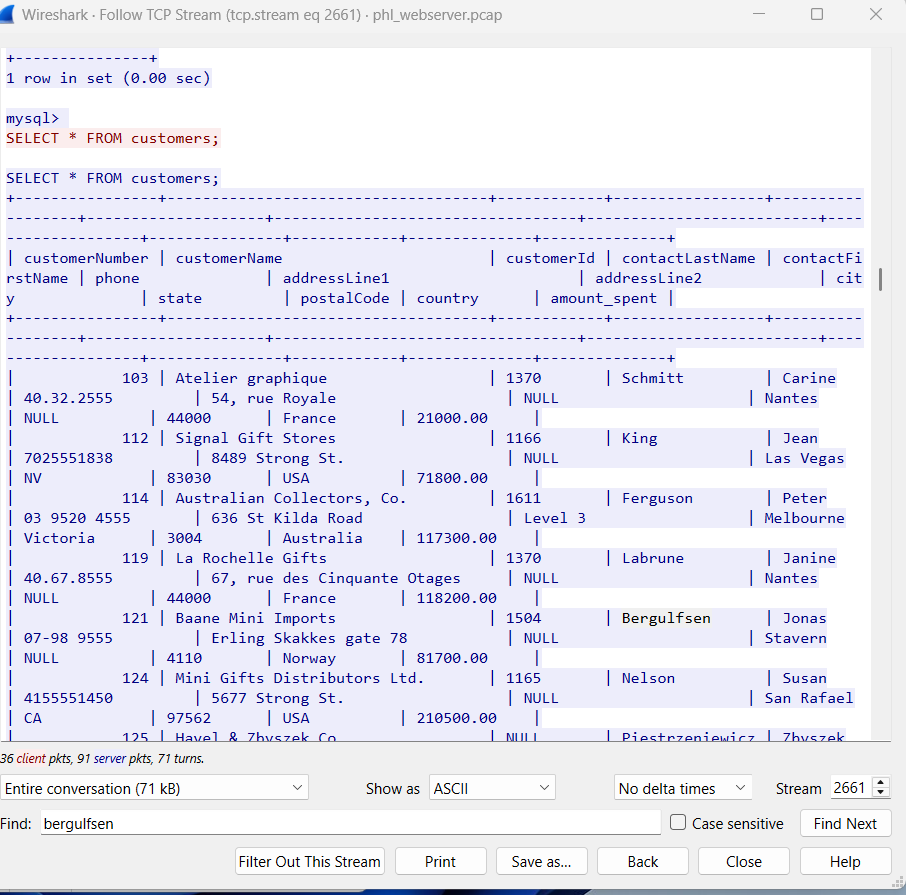 Wireshark · Follow TCP Stream (tcp.stream eq 2661) · phl_webserver.pcap
+---------------+
1 row in set (0.00 sec)
mysql>
SELECT * FROM customers;
SELECT * FROM customers;
+----------------+-------------------------------------+------------+-----------------+----------
--------+--------------------+----------------------------------+--------------------------+----
---------------+---------------+------------+--------------+--------------+
| customerNumber | customerName | customerId | contactLastName | contactFi
rstName | phone | addressLine1 | addressLine2 | cit
y | state | postalCode | country | amount_spent |
+----------------+-------------------------------------+------------+-----------------+----------
--------+--------------------+----------------------------------+--------------------------+----
---------------+---------------+------------+--------------+--------------+
| 103 | Atelier graphique | 1370 | Schmitt | Carine
| 40.32.2555 | 54, rue Royale | NULL | Nantes
| NULL | 44000 | France | 21000.00 |
| 112 | Signal Gift Stores | 1166 | King | Jean
| 7025551838 | 8489 Strong St. | NULL | Las Vegas
| NV | 83030 | USA | 71800.00 |
| 114 | Australian Collectors, Co. | 1611 | Ferguson | Peter
| 03 9520 4555 | 636 St Kilda Road | Level 3 | Melbourne
| Victoria | 3004 | Australia | 117300.00 |
| 119 | La Rochelle Gifts | 1370 | Labrune | Janine
| 40.67.8555 | 67, rue des Cinquante Otages | NULL | Nantes
| NULL | 44000 | France | 118200.00 |
| 121 | Baane Mini Imports | 1504 | Bergulfsen | Jonas
| 07-98 9555 | Erling Skakkes gate 78 | NULL | Stavern
| NULL | 4110 | Norway | 81700.00 |
| 124 | Mini Gifts Distributors Ltd. | 1165 | Nelson | Susan
| 4155551450 | 5677 Strong St. | NULL | San Rafael
| CA | 97562 | USA | 210500.00 |
| 125 | Havel & Zbyszek Co | NULL | Piestrzeniewicz | Zbyszek
36 client pkts, 91 server pkts, 71 turns.
Entire conversation (71 kB) Show as ASCII No delta times Stream 2661
Find: bergulfsen Case sensitive Find Next
Filter Out This Stream Print Save as... Back Close Help